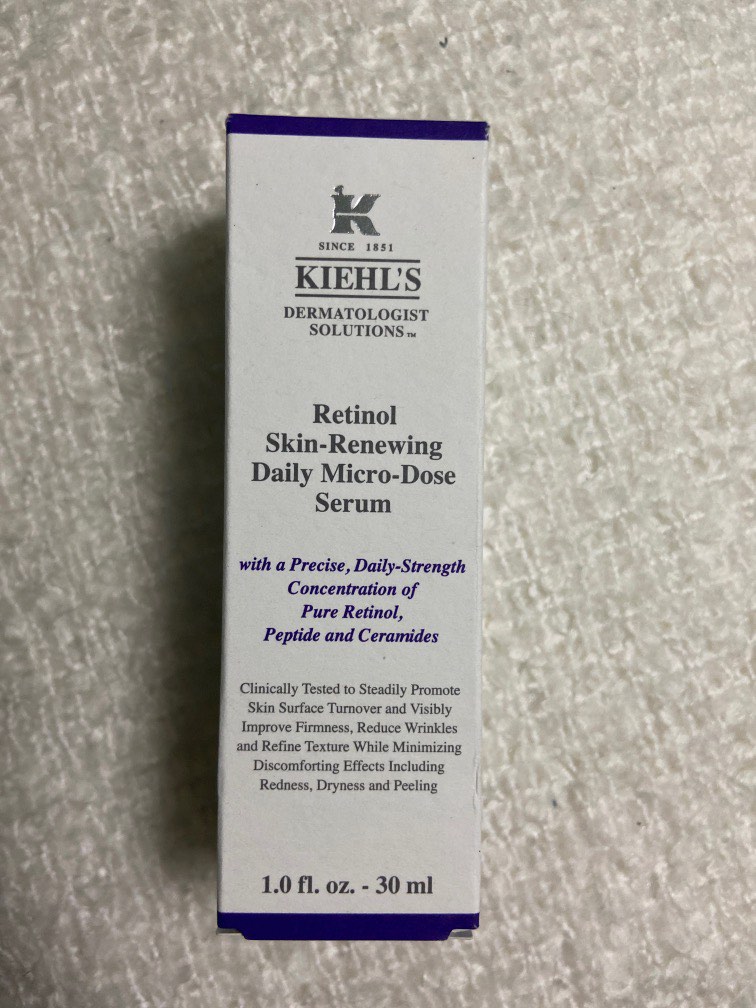 K
SINCE 1851
KIEHL'S
DERMATOLOGIST
SOLUTIONS™
Retinol
Skin-Renewing
Daily Micro-Dose
Serum
with a Precise, Daily-Strength
Concentration of
Pure Retinol,
Peptide and Ceramides
Clinically Tested to Steadily Promote
Skin Surface Turnover and Visibly
Improve Firmness, Reduce Wrinkles
and Refine Texture While Minimizing
Discomforting Effects Including
Redness, Dryness and Peeling
1.0 fl. oz. - 30 ml